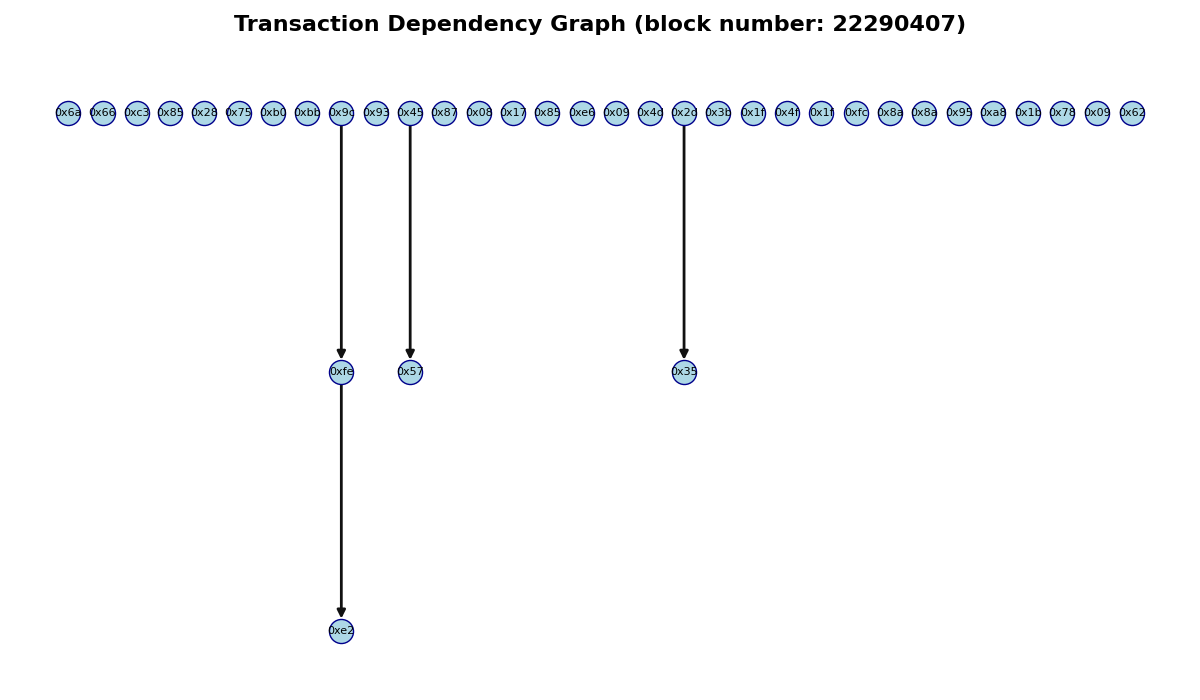 Transaction Dependency Graph (block number: 22290407)
0x6a 0x66 0xc3 0x85 0x28 0x75 0xb0 0xbb 0x9c 0x93 0x45 0x87 0x08 0x17 0x85 0xe6 0x09 0x4d 0x2d 0x3b 0x1f 0x4f 0x1f 0xfc 0x8a 0x8a 0x95 0xa8 0x1b 0x78 0x09 0x62
0xfe 0x57 0x35
0xe2